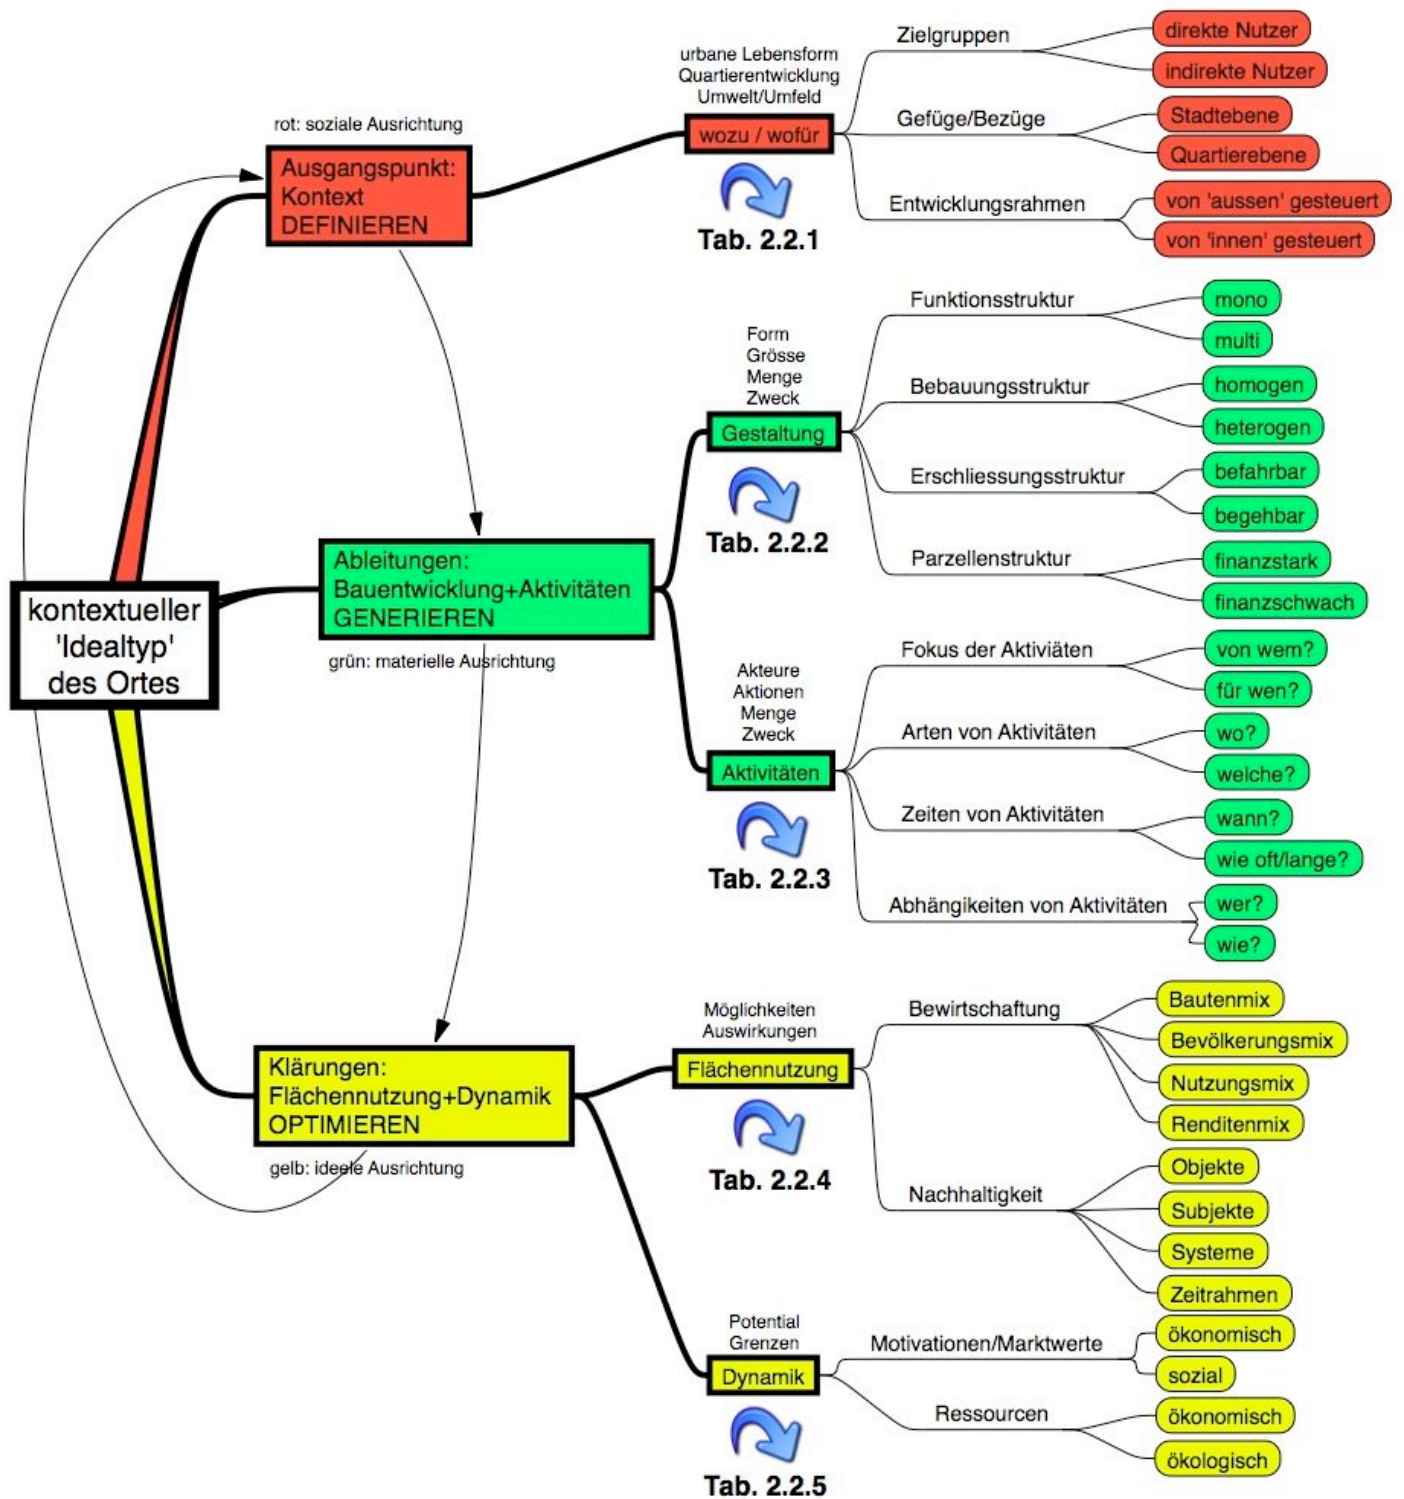 kontextueller
'Idealtyp'
des Ortes
rot: soziale Ausrichtung
Ausgangspunkt:
Kontext
DEFINIEREN
urbane Lebensform
Quartierentwicklung
Umwelt/Umfeld
wozu / wofür
Tab. 2.2.1
Zielgruppen
direkte Nutzer
indirekte Nutzer
Gefüge/Bezüge
Stadtebene
Quartierebene
Entwicklungsrahmen
von 'aussen' gesteuert
von 'innen' gesteuert
Ableitungen:
Bauentwicklung+Aktivitäten
GENERIEREN
grün: materielle Ausrichtung
Form
Grösse
Menge
Zweck
Gestaltung
Tab. 2.2.2
Funktionsstruktur
mono
multi
Bebauungsstruktur
homogen
heterogen
Erschliessungsstruktur
befahrbar
begehbar
Parzellenstruktur
finanzstark
finanzschwach
Akteure
Aktionen
Menge
Zweck
Aktivitäten
Tab. 2.2.3
Fokus der Aktiviäten
von wem?
für wen?
Arten von Aktivitäten
wo?
welche?
Zeiten von Aktivitäten
wann?
wie oft/lange?
Abhängikeiten von Aktivitäten
wer?
wie?
Klärungen:
Flächennutzung+Dynamik
OPTIMIEREN
gelb: ideele Ausrichtung
Möglichkeiten
Auswirkungen
Flächennutzung
Tab. 2.2.4
Bewirtschaftung
Bautenmix
Bevölkerungsmix
Nutzungsmix
Renditenmix
Nachhaltigkeit
Objekte
Subjekte
Systeme
Zeitrahmen
Potential
Grenzen
Dynamik
Tab. 2.2.5
Motivationen/Marktwerte
ökonomisch
sozial
Ressourcen
ökonomisch
ökologisch